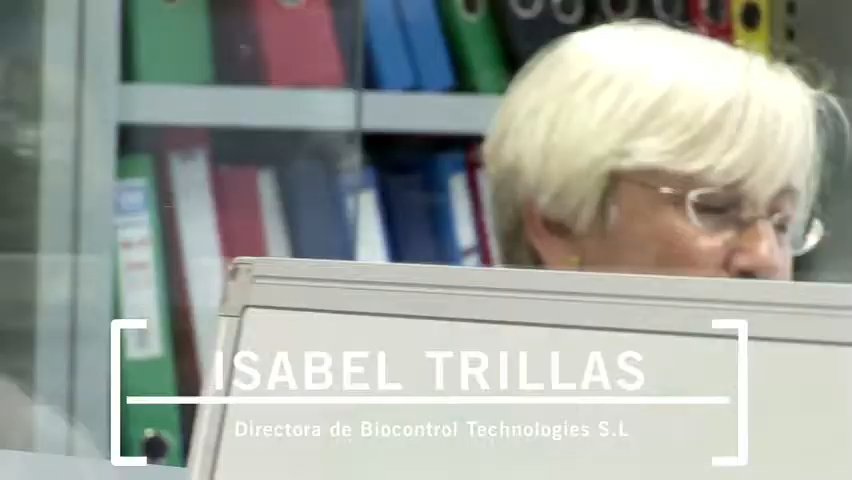 ISABEL TRILLAS
Directora de Biocontrol Technologies S.L